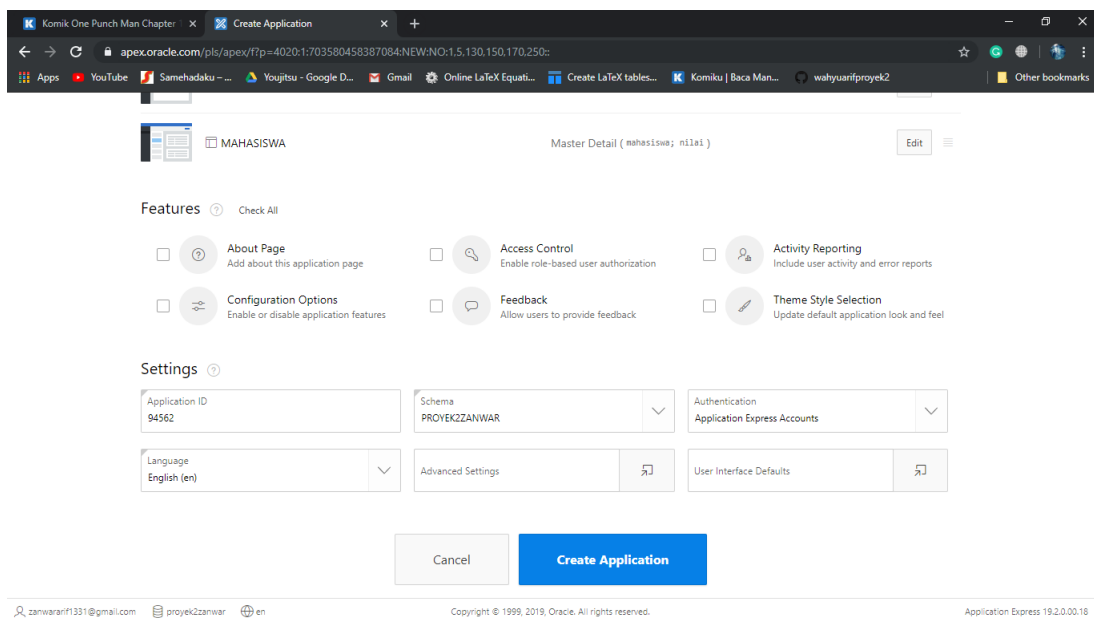 Komik One Punch Man Chapter
Create Application
apex.oracle.com/pls/apex/f?p=4020:1:703580458387084:NEW:NO:1,5,130,150,170,250::
Apps YouTube Samehadaku – ... Youjitsu - Google D... Gmail Online LaTeX Equati... Create LaTeX tables... Komiku | Baca Man... wahyuarifproyek2 Other bookmarks
MAHASISWA Master Detail ( mahasiswa; nilai ) Edit
Features Check All
About Page Access Control Activity Reporting
Add about this application page Enable role-based user authorization Include user activity and error reports
Configuration Options Feedback Theme Style Selection
Enable or disable application features Allow users to provide feedback Update default application look and feel
Settings
Application ID Schema Authentication
94562 PROYEK2ZANWAR Application Express Accounts
Language
English (en) Advanced Settings User Interface Defaults
Cancel Create Application
zanwararif1331@gmail.com proyek2zanwar en Copyright © 1999, 2019, Oracle. All rights reserved. Application Express 19.2.0.00.18